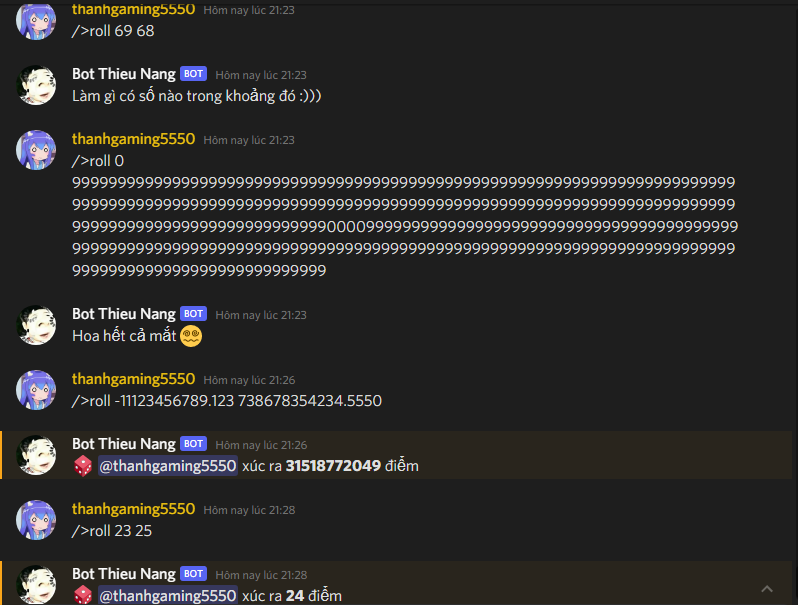 thanhgaming5550 Hôm nay lúc 21:23
/>roll 69 68
Bot Thieu Nang BOT Hôm nay lúc 21:23
Làm gì có số nào trong khoảng đó :)))
thanhgaming5550 Hôm nay lúc 21:23
/>roll 0
9999999999999999999999999999999999999999999999999999999999999999999999999
9999999999999999999999999999999999999999999999999999999999999999999999999
9999999999999999999999999999000099999999999999999999999999999999999999999
9999999999999999999999999999999999999999999999999999999999999999999999999
9999999999999999999999999999
Bot Thieu Nang BOT Hôm nay lúc 21:23
Hoa hết cả mắt 😵‍💫
thanhgaming5550 Hôm nay lúc 21:26
/>roll -11123456789.123 738678354234.5550
Bot Thieu Nang BOT Hôm nay lúc 21:26
🎲 @thanhgaming5550 xúc ra 31518772049 điểm
thanhgaming5550 Hôm nay lúc 21:28
/>roll 23 25
Bot Thieu Nang BOT Hôm nay lúc 21:28
🎲 @thanhgaming5550 xúc ra 24 điểm